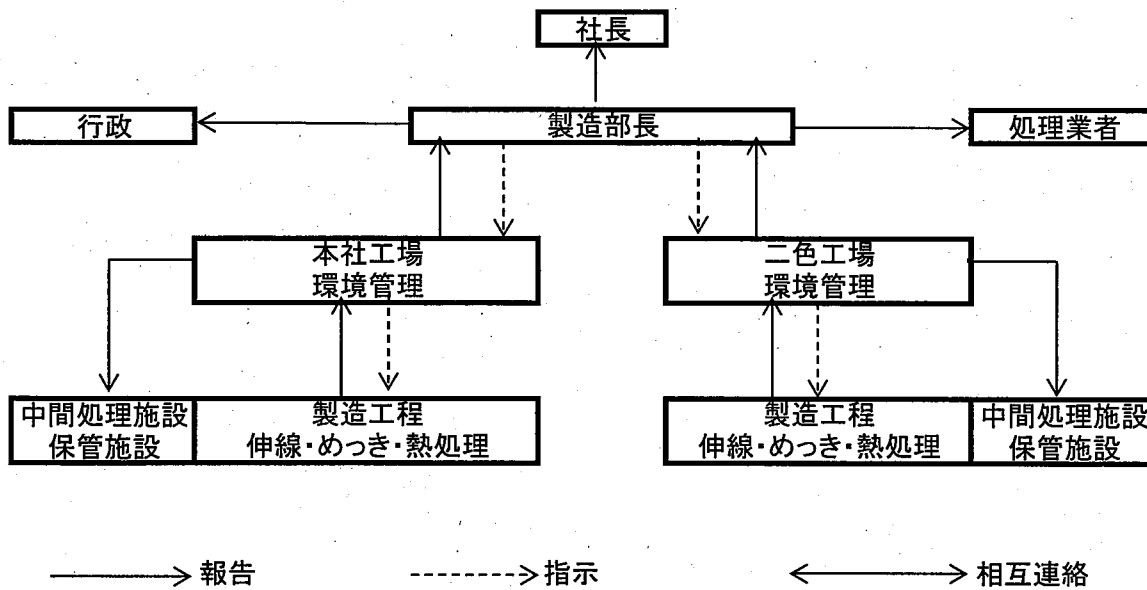 社長
行政
製造部長
処理業者
本社工場
環境管理
二色工場
環境管理
中間処理施設
保管施設
製造工程
伸線・めっき・熱処理
製造工程
伸線・めっき・熱処理
中間処理施設
保管施設
報告
指示
相互連絡